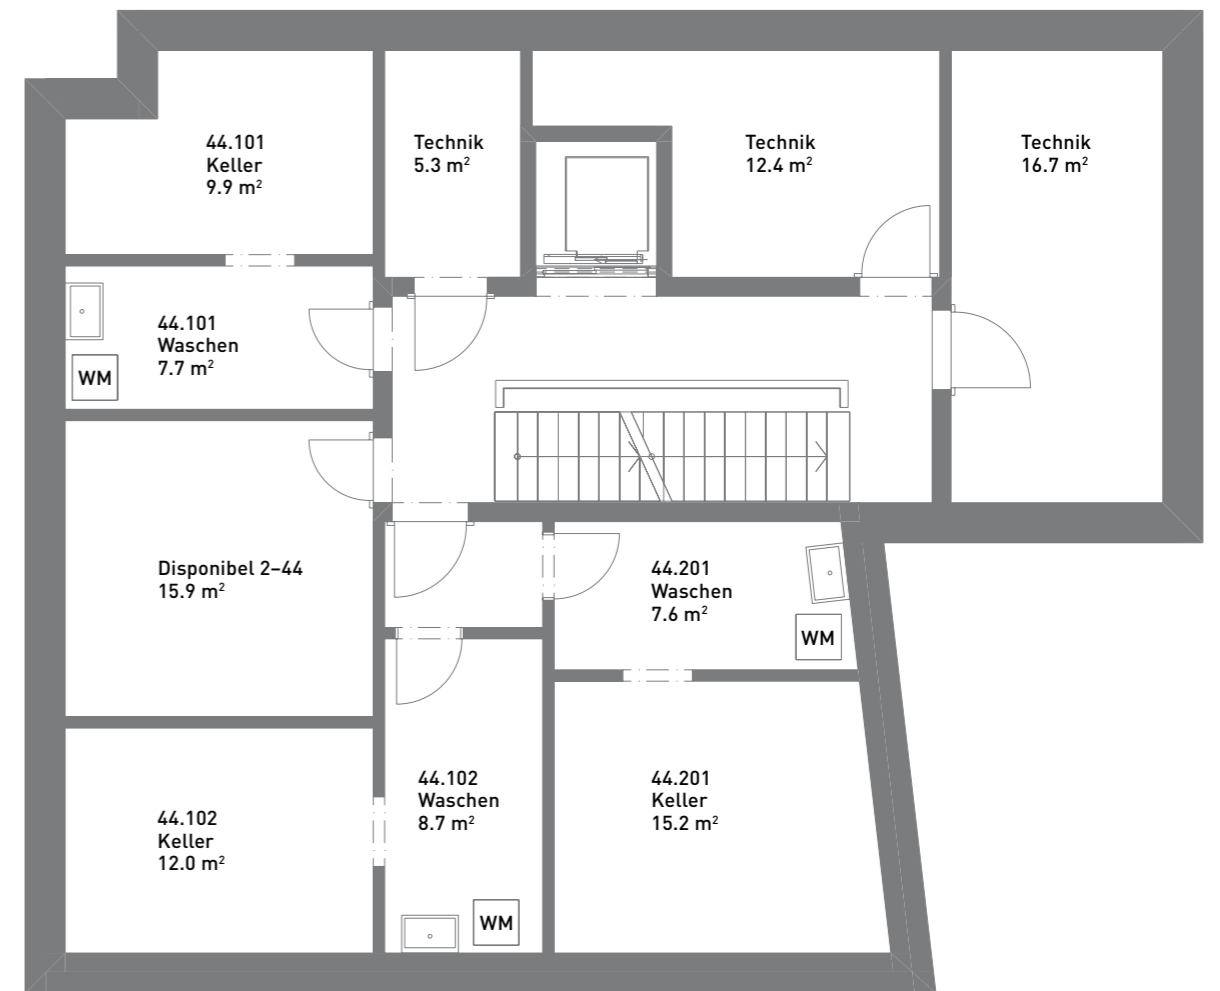 44.101
Keller
9.9 m²
Technik
5.3 m²
Technik
12.4 m²
Technik
16.7 m²
44.101
Waschen
7.7 m²
WM
Disponibel 2–44
15.9 m²
44.201
Waschen
7.6 m²
WM
44.102
Keller
12.0 m²
44.102
Waschen
8.7 m²
WM
44.201
Keller
15.2 m²